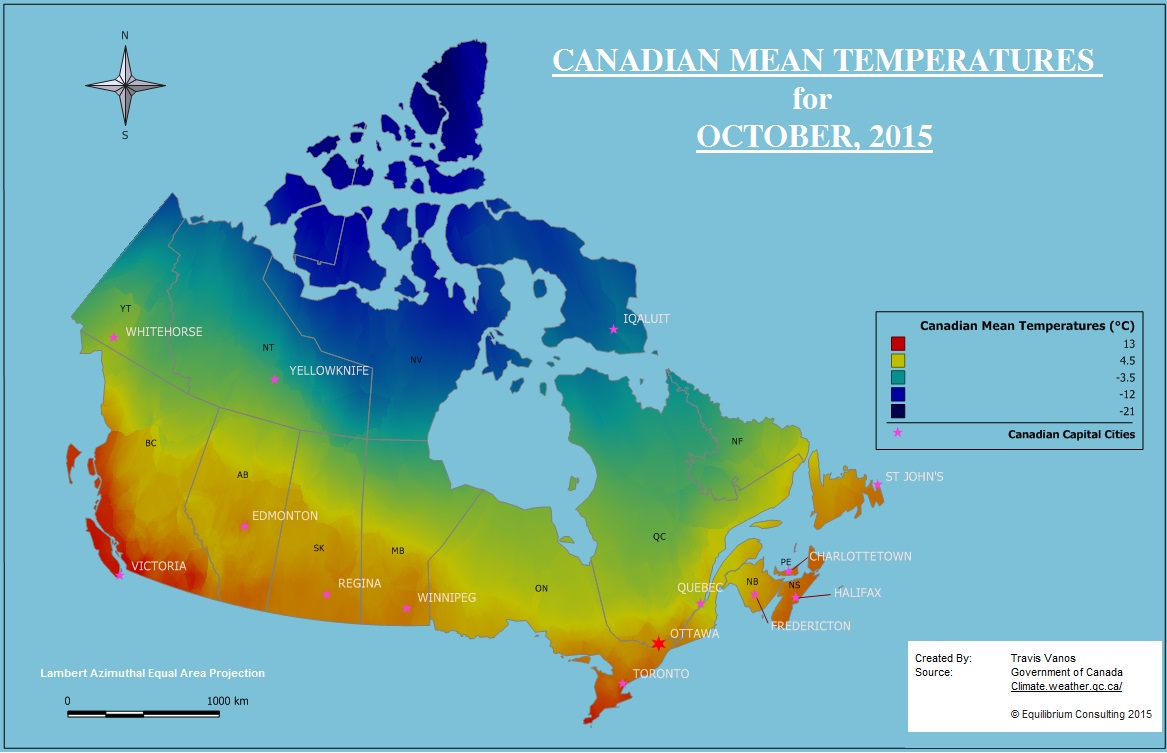 CANADIAN MEAN TEMPERATURES
for
OCTOBER, 2015
N
S
IQALUIT
YT
WHITEHORSE
NT
YELLOWKNIFE
NV
Canadian Mean Temperatures (°C)
13
4.5
-3.5
-12
-21
Canadian Capital Cities
BC
AB
NF
ST JOHN'S
EDMONTON
SK
MB
QC
CHARLOTTETOWN
PE
VICTORIA
REGINA
WINNIPEG
ON
QUEBEC
NB
NS
HALIFAX
FREDERICTON
OTTAWA
TORONTO
Lambert Azimuthal Equal Area Projection
0 1000 km
Created By: Travis Vanos
Source: Government of Canada
Climate.weather.gc.ca/
© Equilibrium Consulting 2015